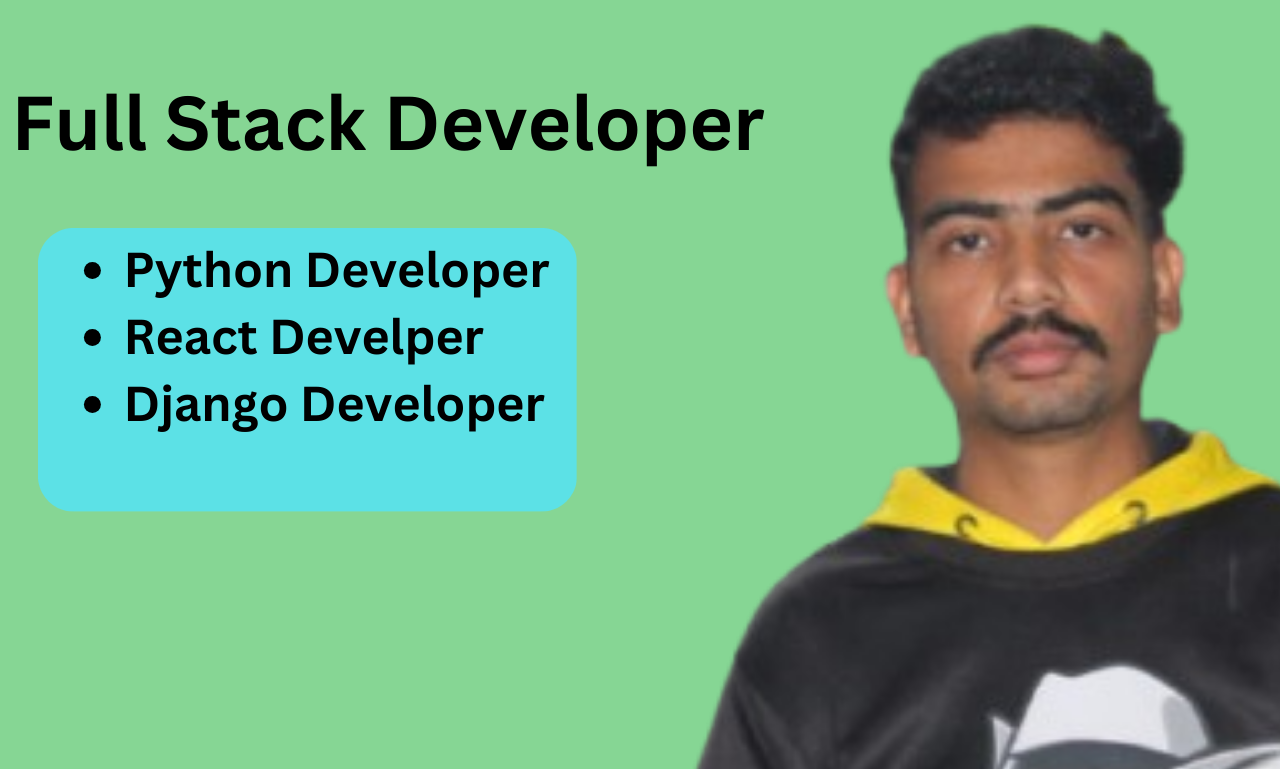 Full Stack Developer
• Python Developer
• React Develper
• Django Developer